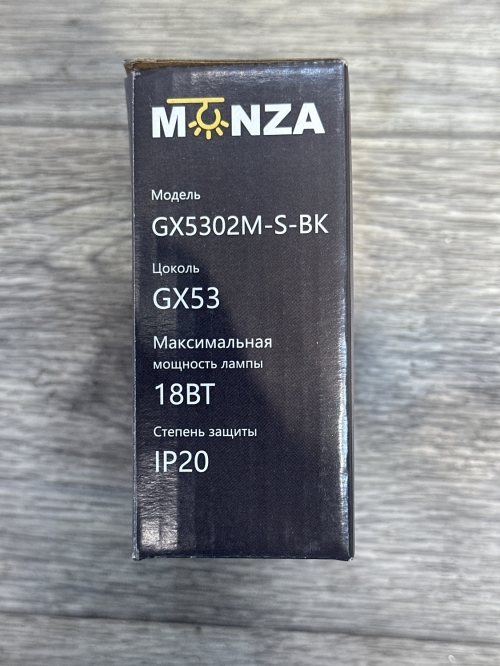 MONZA
Модель
GX5302M-S-BK
Цоколь
GX53
Максимальная
мощность лампы
18ВТ
Степень защиты
IP20